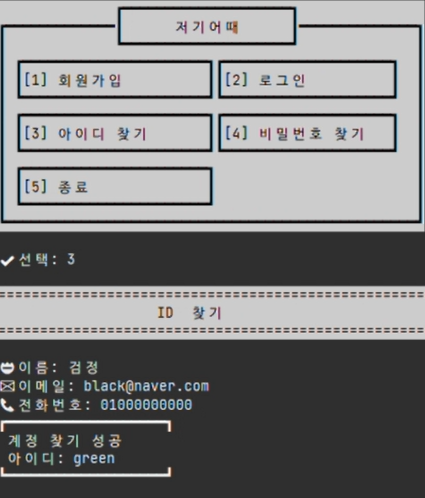 저기어때
[1] 회원가입 [2] 로그인
[3] 아이디 찾기 [4] 비밀번호 찾기
[5] 종료
선택: 3
ID 찾기
이름: 검정
이메일: black@naver.com
전화번호: 01000000000
계정 찾기 성공
아이디: green